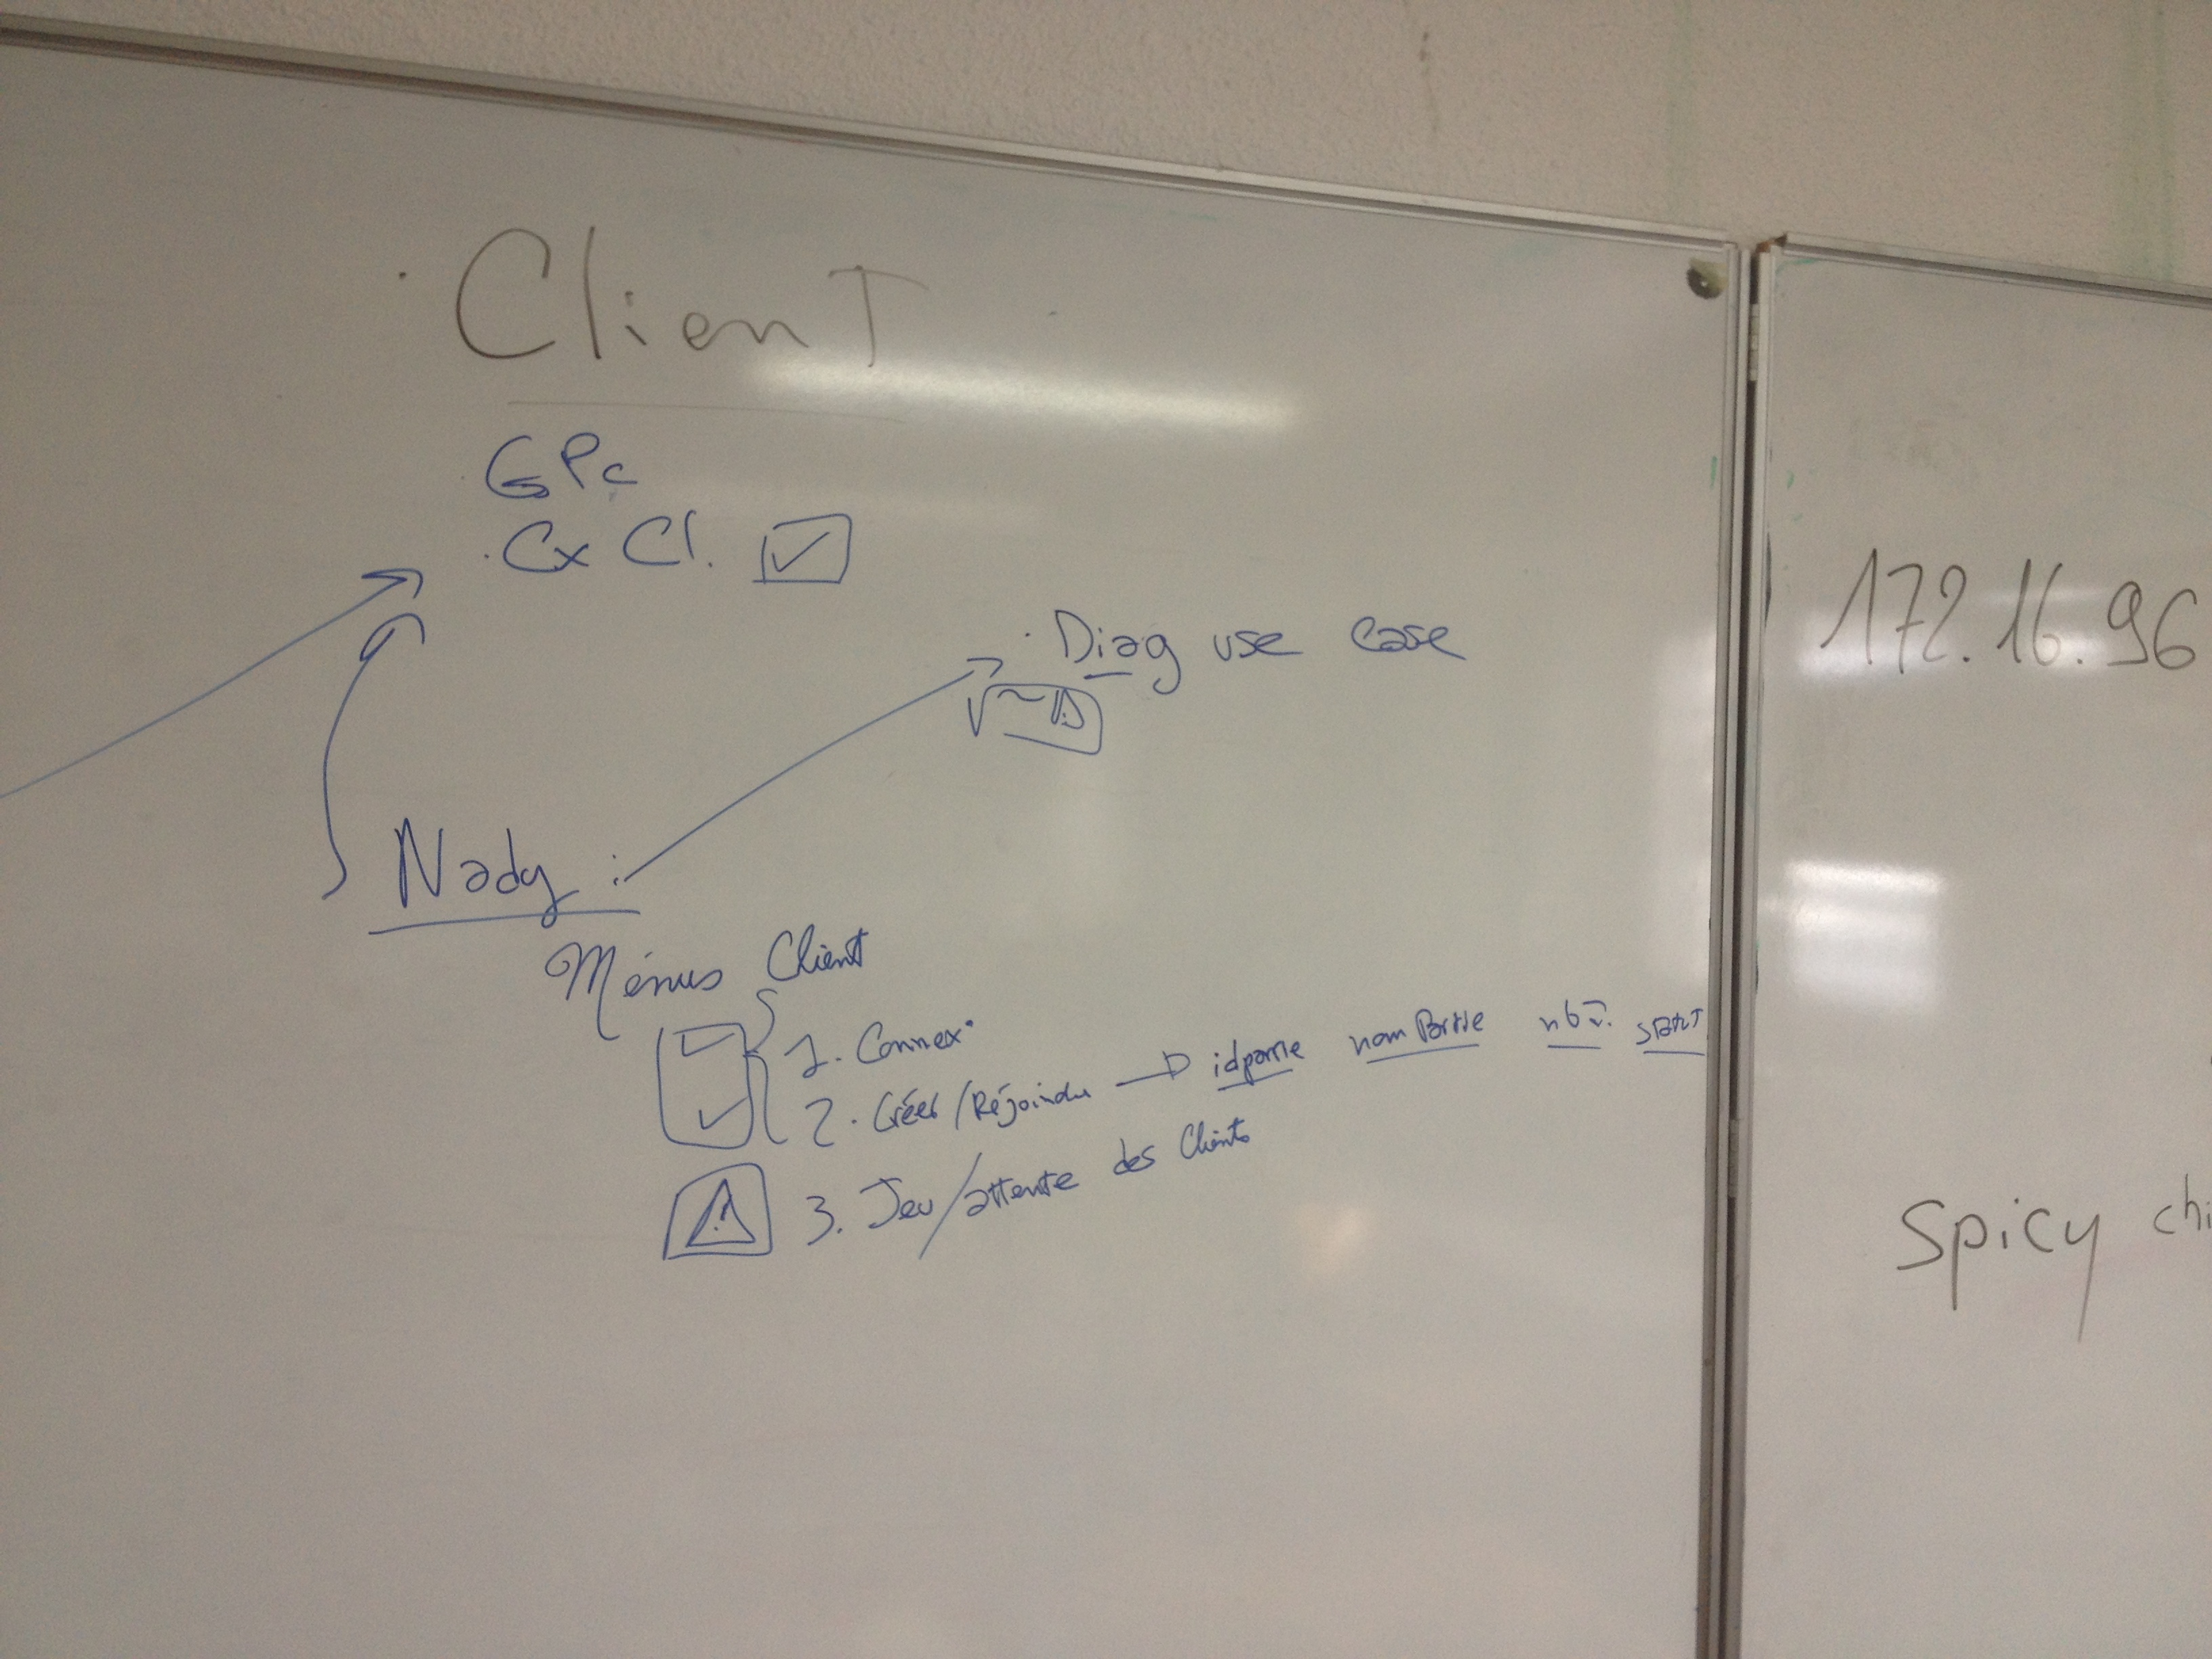 Client
GPc
. Cx Cl.
. Diag use case
Nady :
Ménus Client
1. Connex°
2. Créer/Réjoindre → idpartie nomPartie nb START
3. Jeu/attente des Clients
172.16.96
Spicy chi